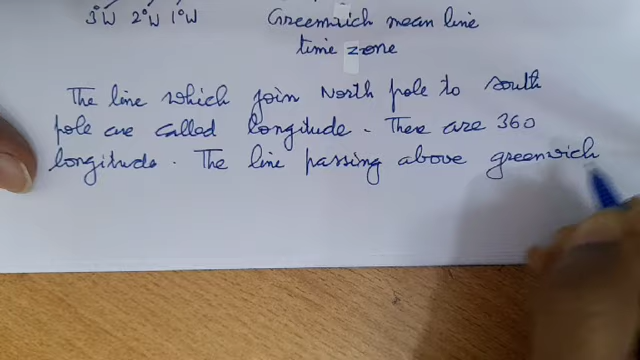 3°W 2°W 1°W Greenwich mean line
time zone
The line which join North pole to south
pole are called longitude. There are 360
longitude. The line passing above greenwich